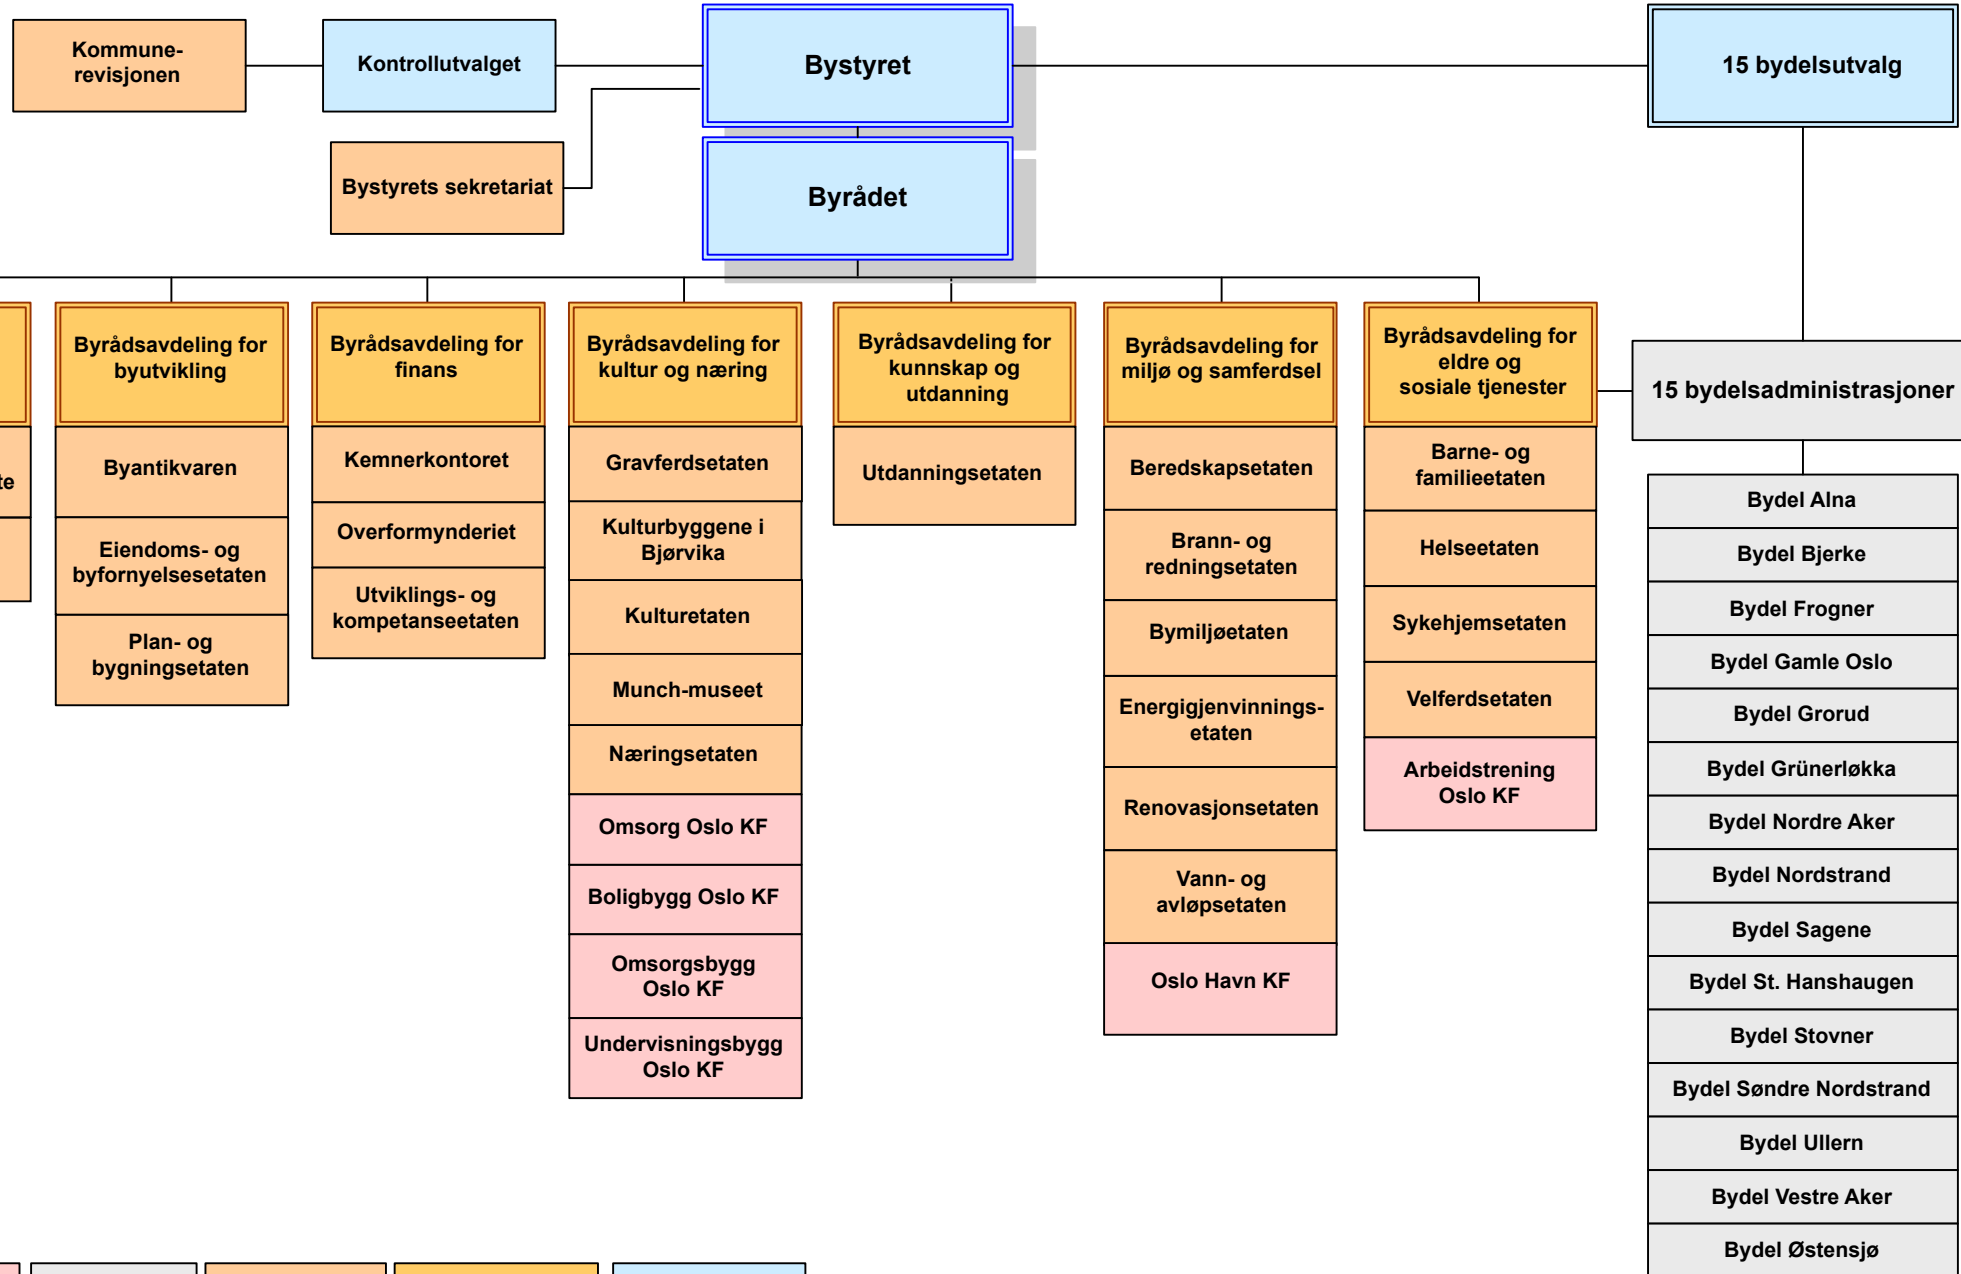 Kommune-
revisjonen
Kontrollutvalget
Bystyret
15 bydelsutvalg
Bystyrets sekretariat
Byrådet
Byrådsavdeling for
byutvikling
Byrådsavdeling for
finans
Byrådsavdeling for
kultur og næring
Byrådsavdeling for
kunnskap og
utdanning
Byrådsavdeling for
miljø og samferdsel
Byrådsavdeling for
eldre og
sosiale tjenester
15 bydelsadministrasjoner
Byantikvaren
Eiendoms- og
byfornyelsesetaten
Plan- og
bygningsetaten
Kemnerkontoret
Overformynderiet
Utviklings- og
kompetanseetaten
Gravferdsetaten
Kulturbyggene i
Bjørvika
Kulturetaten
Munch-museet
Næringsetaten
Omsorg Oslo KF
Boligbygg Oslo KF
Omsorgsbygg
Oslo KF
Undervisningsbygg
Oslo KF
Utdanningsetaten
Beredskapsetaten
Brann- og
redningsetaten
Bymiljøetaten
Energigjenvinnings-
etaten
Renovasjonsetaten
Vann- og
avløpsetaten
Oslo Havn KF
Barne- og
familieetaten
Helseetaten
Sykehjemsetaten
Velferdsetaten
Arbeidstrening
Oslo KF
Bydel Alna
Bydel Bjerke
Bydel Frogner
Bydel Gamle Oslo
Bydel Grorud
Bydel Grünerløkka
Bydel Nordre Aker
Bydel Nordstrand
Bydel Sagene
Bydel St. Hanshaugen
Bydel Stovner
Bydel Søndre Nordstrand
Bydel Ullern
Bydel Vestre Aker
Bydel Østensjø